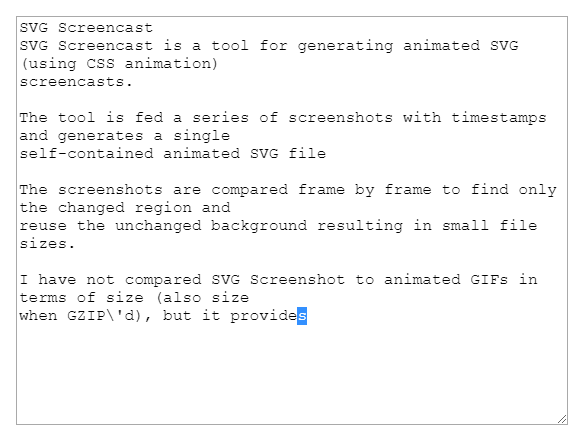 SVG Screencast
SVG Screencast is a tool for generating animated SVG
(using CSS animation)
screencasts.
The tool is fed a series of screenshots with timestamps
and generates a single
self-contained animated SVG file
The screenshots are compared frame by frame to find only
the changed region and
reuse the unchanged background resulting in small file
sizes.
I have not compared SVG Screenshot to animated GIFs in
terms of size (also size
when GZIP\'d), but it provides